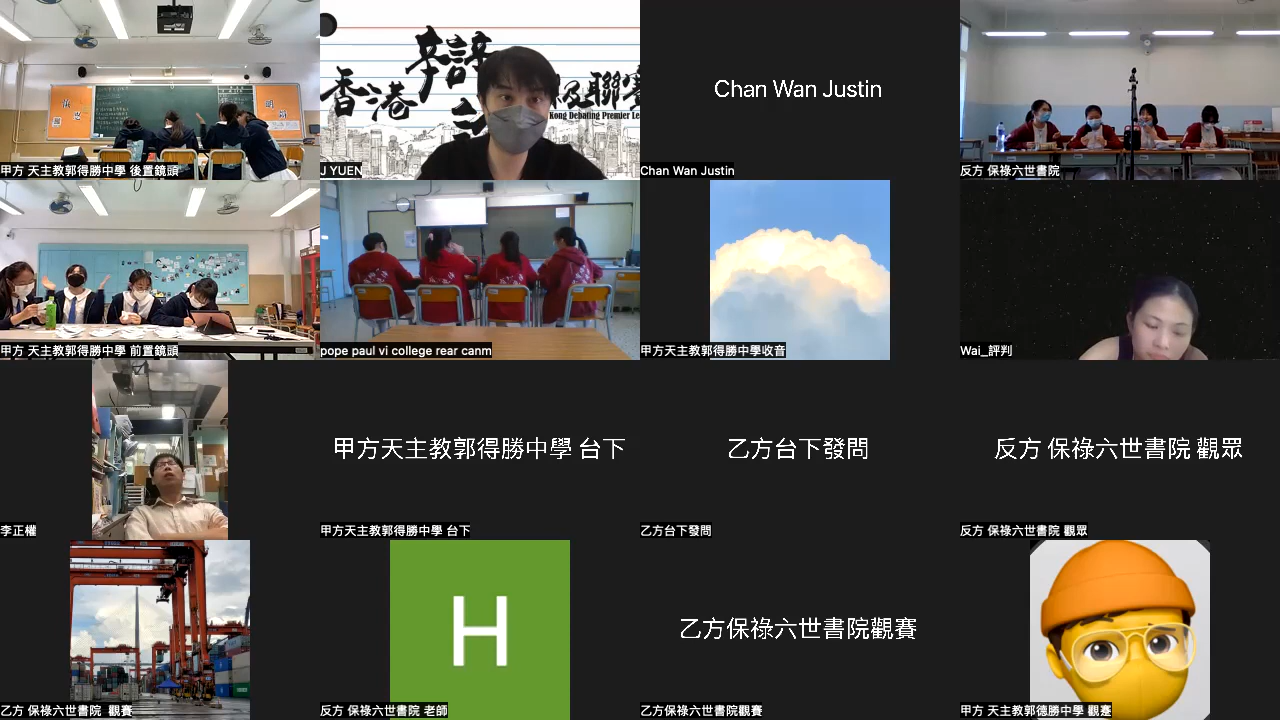 甲方 天主教郭得勝中學 後置鏡頭
香港辯
及聯賽
Kong Debating Premier Le
J YUEN
Chan Wan Justin
Chan Wan Justin
反方 保祿六世書院
甲方 天主教郭得勝中學 前置鏡頭
pope paul vi college rear canm
甲方天主教郭得勝中學收音
Wai_評判
李正權
甲方天主教郭得勝中學 台下
甲方天主教郭得勝中學 台下
乙方台下發問
乙方台下發問
反方 保祿六世書院 觀眾
反方 保祿六世書院 觀眾
乙方 保祿六世書院 觀賽
H
反方 保祿六世書院 老師
乙方保祿六世書院觀賽
乙方保祿六世書院觀賽
甲方 天主教郭德勝中學 觀賽